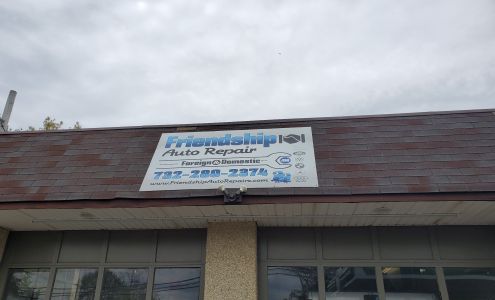 Friendship
Auto Repair
Foreign & Domestic
732-280-2374
www.FriendshipAutoRepairs.com